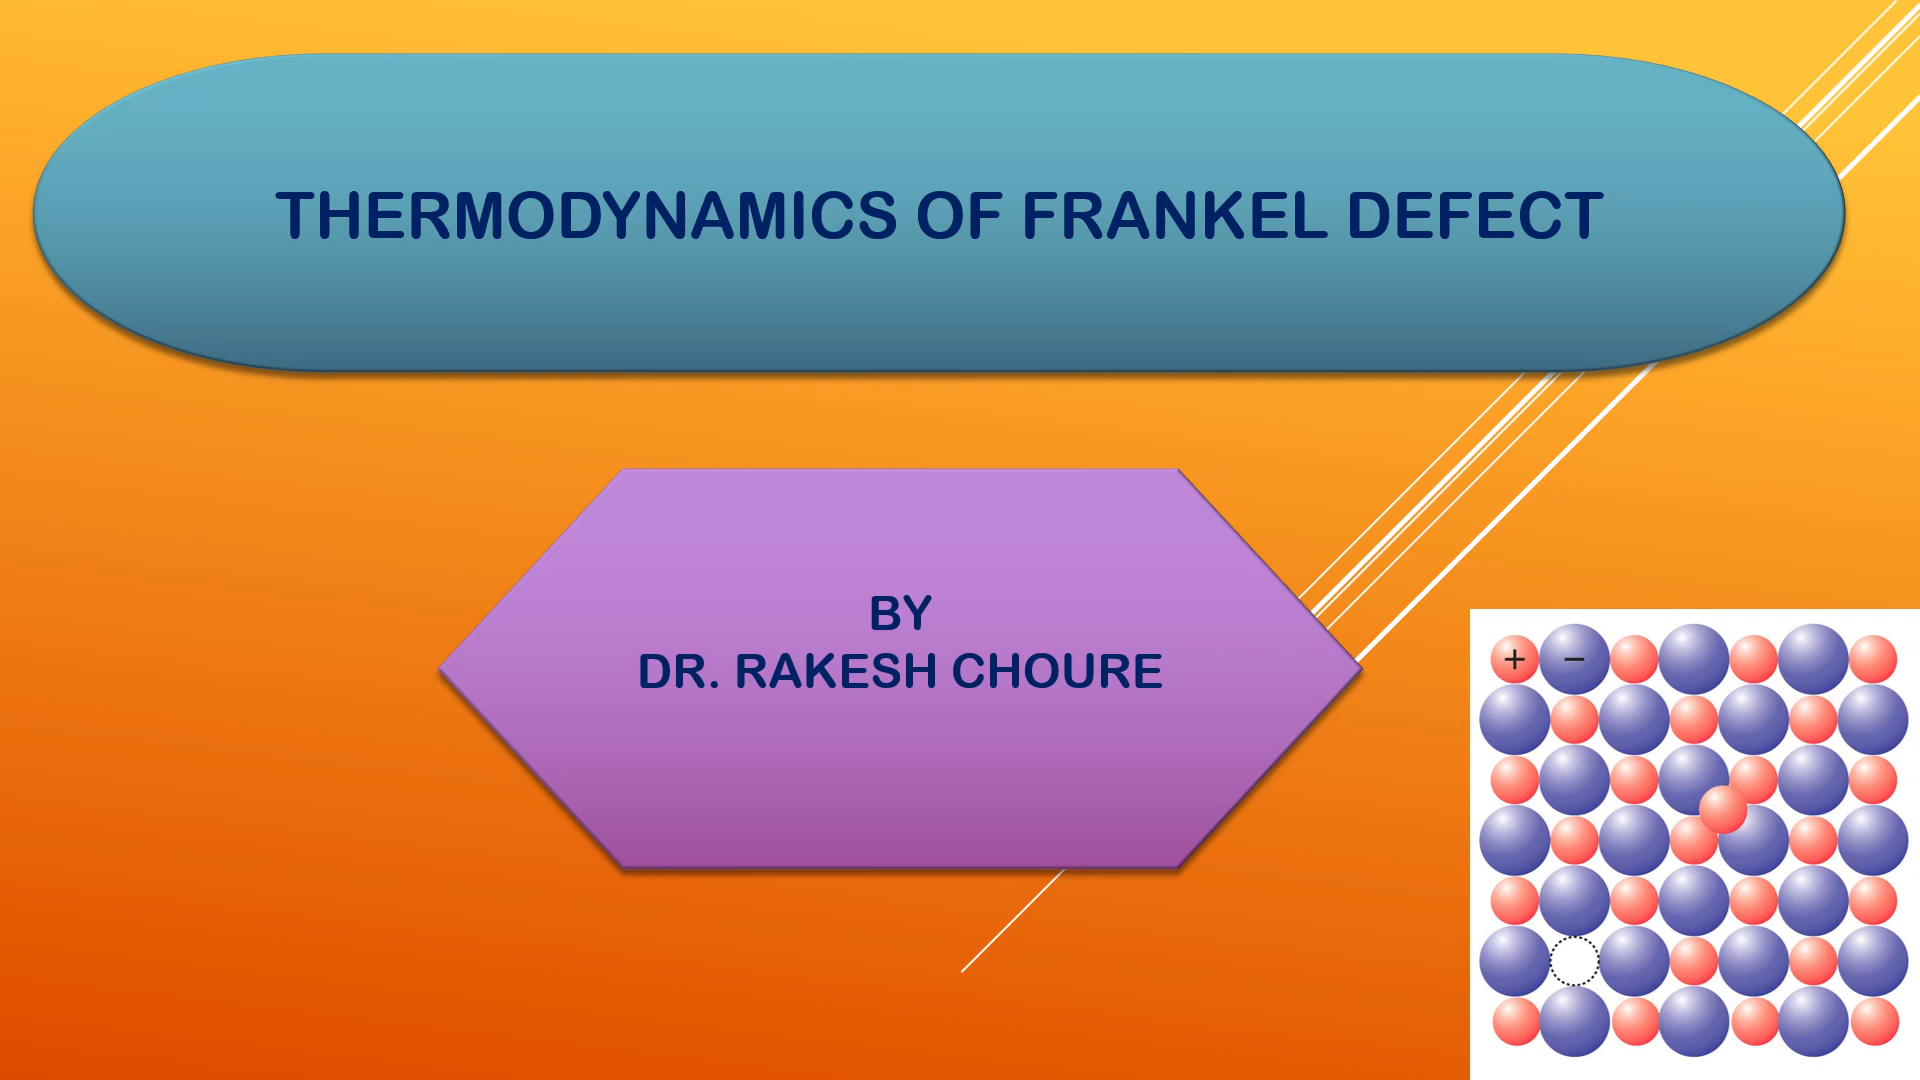 THERMODYNAMICS OF FRANKEL DEFECT
BY
DR. RAKESH CHOURE
+ −